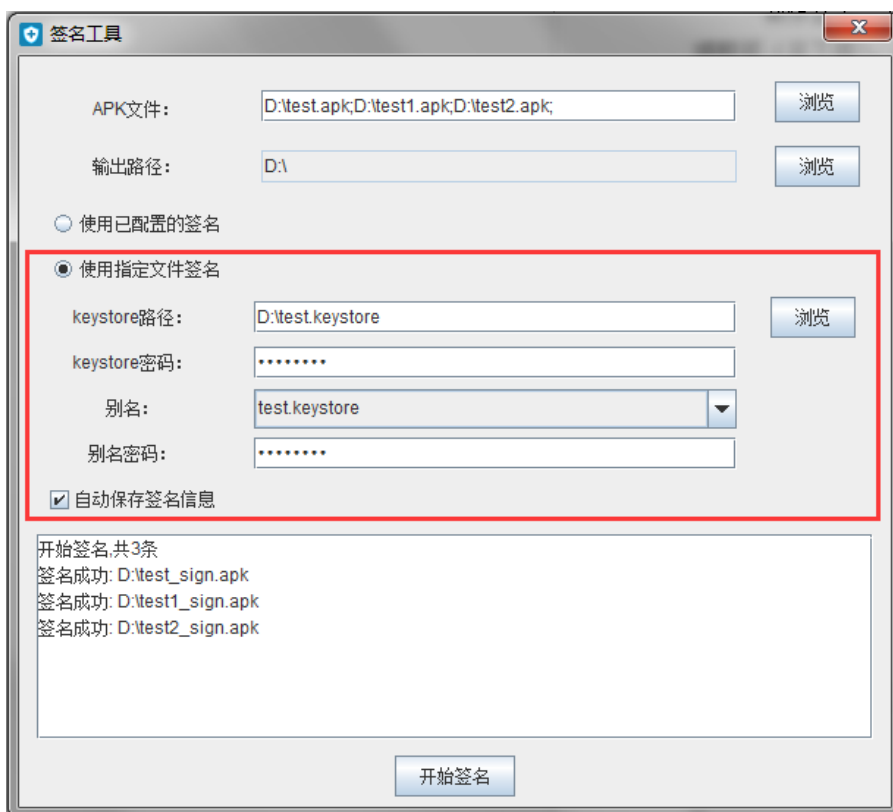 签名工具
APK文件: D:\test.apk;D:\test1.apk;D:\test2.apk; 浏览
输出路径: D:\ 浏览
使用已配置的签名
使用指定文件签名
keystore路径: D:\test.keystore 浏览
keystore密码: ••••••••
别名: test.keystore
别名密码: ••••••••
自动保存签名信息
开始签名,共3条
签名成功: D:\test_sign.apk
签名成功: D:\test1_sign.apk
签名成功: D:\test2_sign.apk
开始签名